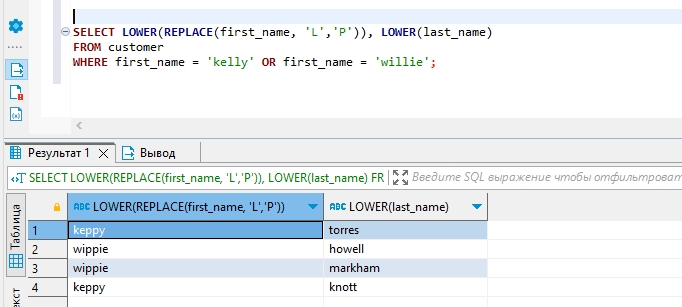 SELECT LOWER(REPLACE(first_name, 'L','P')), LOWER(last_name)
FROM customer
WHERE first_name = 'kelly' OR first_name = 'willie';
Результат 1 Вывод
SELECT LOWER(REPLACE(first_name, 'L','P')), LOWER(last_name) FR Введите SQL выражение чтобы отфильтроват
Таблица
ABC LOWER(REPLACE(first_name, 'L','P')) ABC LOWER(last_name)
1 keppy torres
2 wippie howell
3 wippie markham
4 keppy knott